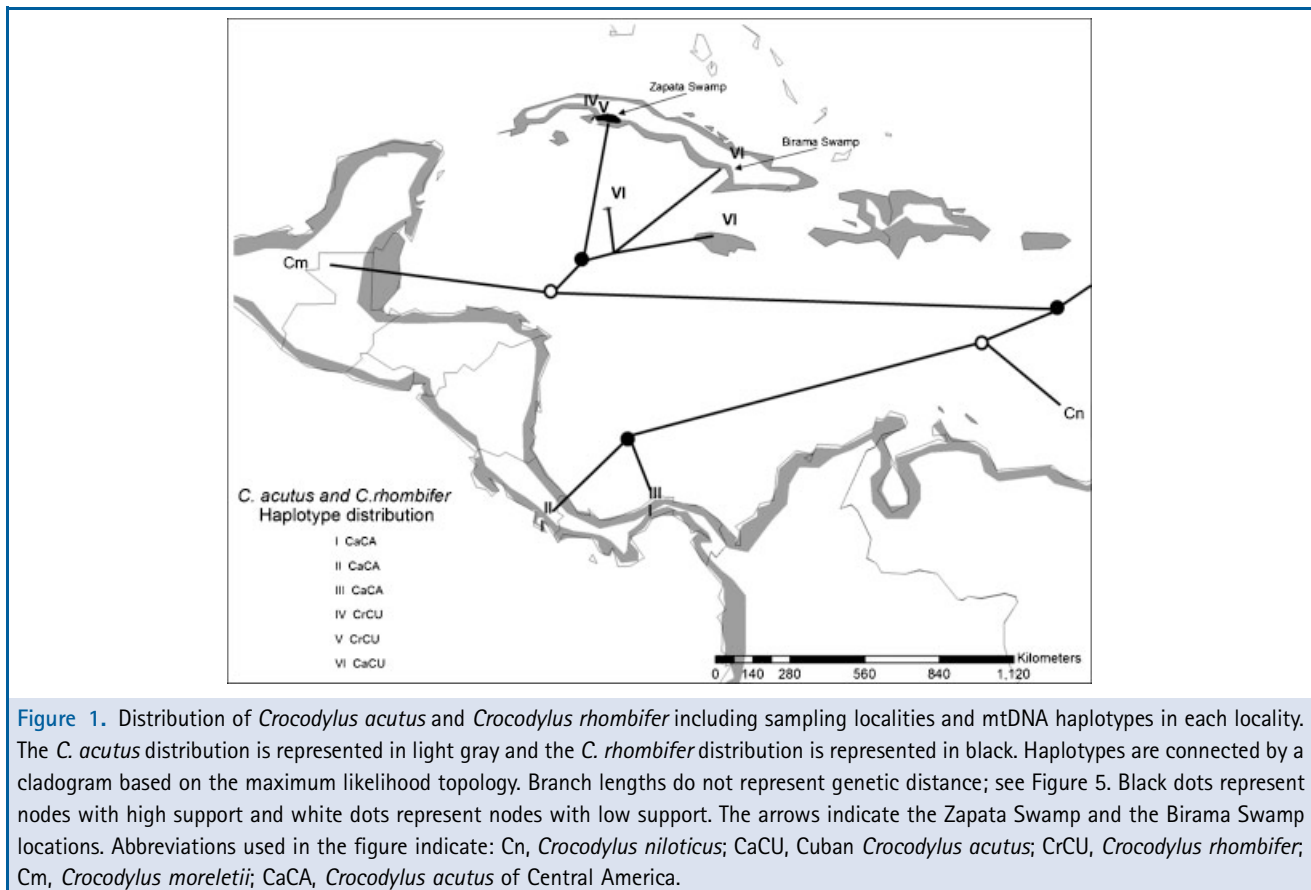 Zapata Swamp
IV
V
Birama Swamp
VI
VI
VI
Cm
Cn
III
I
II
I
C. acutus and C.rhombifer
Haplotype distribution
I CaCA
II CaCA
III CaCA
IV CrCU
V CrCU
VI CaCU
Kilometers
0 140 280 560 840 1,120
Figure 1. Distribution of Crocodylus acutus and Crocodylus rhombifer including sampling localities and mtDNA haplotypes in each locality.
The C. acutus distribution is represented in light gray and the C. rhombifer distribution is represented in black. Haplotypes are connected by a
cladogram based on the maximum likelihood topology. Branch lengths do not represent genetic distance; see Figure 5. Black dots represent
nodes with high support and white dots represent nodes with low support. The arrows indicate the Zapata Swamp and the Birama Swamp
locations. Abbreviations used in the figure indicate: Cn, Crocodylus niloticus; CaCU, Cuban Crocodylus acutus; CrCU, Crocodylus rhombifer;
Cm, Crocodylus moreletii; CaCA, Crocodylus acutus of Central America.